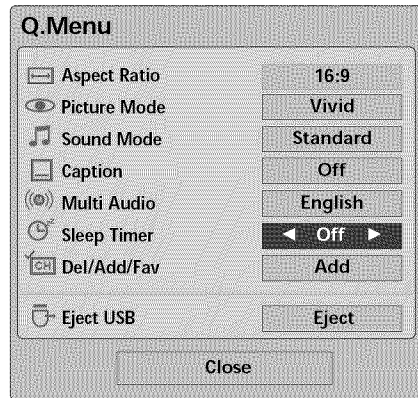 Q.Menu
Aspect Ratio 16:9
Picture Mode Vivid
Sound Mode Standard
Caption Off
Multi Audio English
Sleep Timer ◄ Off ►
CH Del/Add/Fav Add
Eject USB Eject
Close